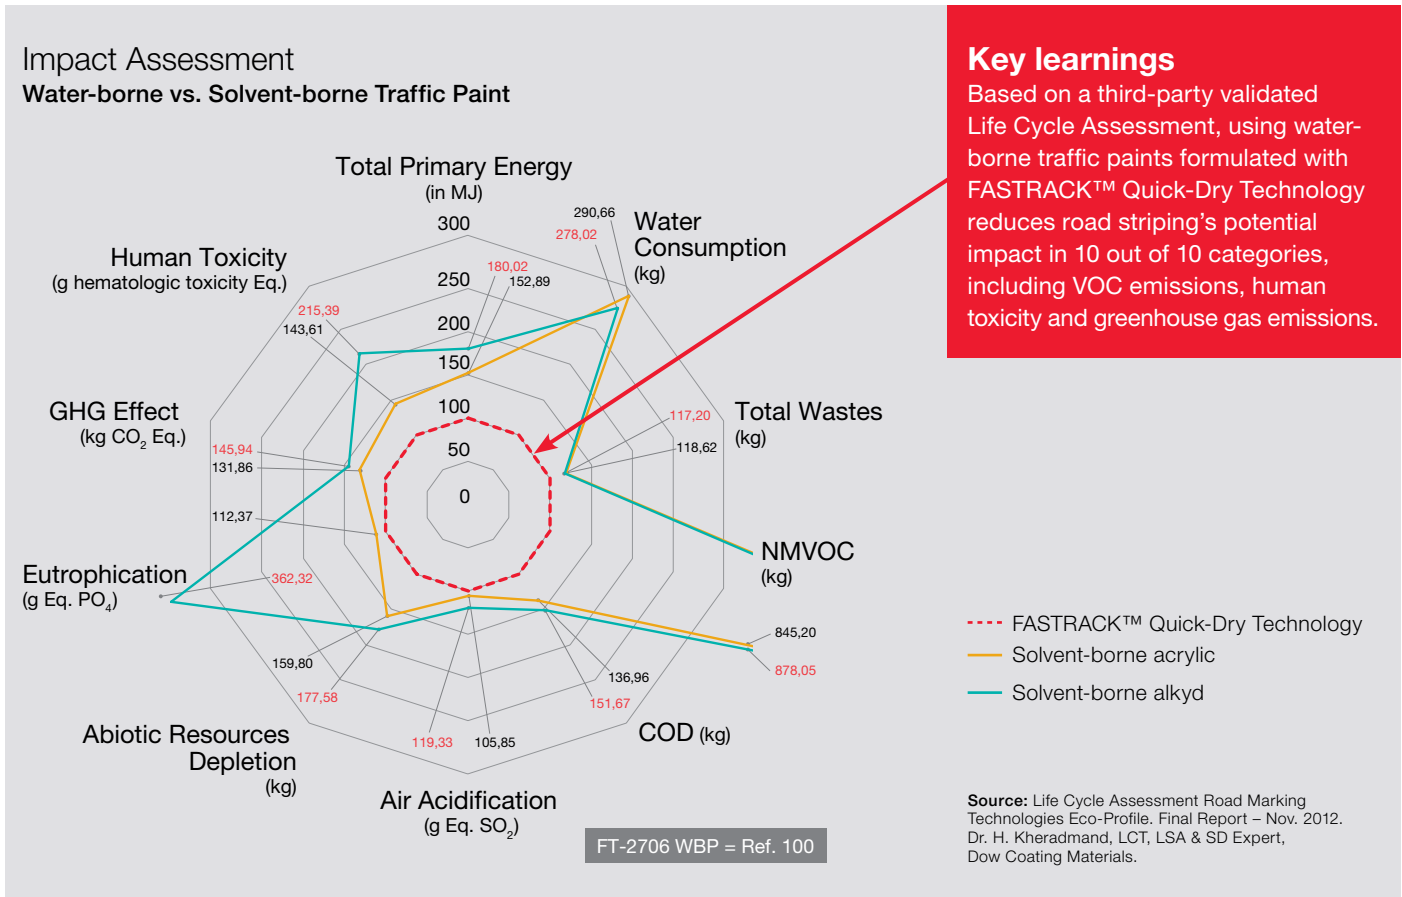 Impact Assessment
Water-borne vs. Solvent-borne Traffic Paint
Key learnings
Based on a third-party validated
Life Cycle Assessment, using water-
borne traffic paints formulated with
FASTRACK™ Quick-Dry Technology
reduces road striping's potential
impact in 10 out of 10 categories,
including VOC emissions, human
toxicity and greenhouse gas emissions.
Total Primary Energy
(in MJ)
300
250
200
150
100
50
0
180,02
152,89
290,66
278,02
Water
Consumption
(kg)
Total Wastes
(kg)
117,20
118,62
NMVOC
(kg)
845,20
878,05
136,96
151,67
COD (kg)
119,33
105,85
Air Acidification
(g Eq. SO2)
159,80
177,58
Abiotic Resources
Depletion
(kg)
362,32
Eutrophication
(g Eq. PO4)
112,37
GHG Effect
(kg CO2 Eq.)
145,94
131,86
Human Toxicity
(g hematologic toxicity Eq.)
215,39
143,61
FT-2706 WBP = Ref. 100
FASTRACK™ Quick-Dry Technology
Solvent-borne acrylic
Solvent-borne alkyd
Source: Life Cycle Assessment Road Marking
Technologies Eco-Profile. Final Report – Nov. 2012.
Dr. H. Kheradmand, LCT, LSA & SD Expert,
Dow Coating Materials.